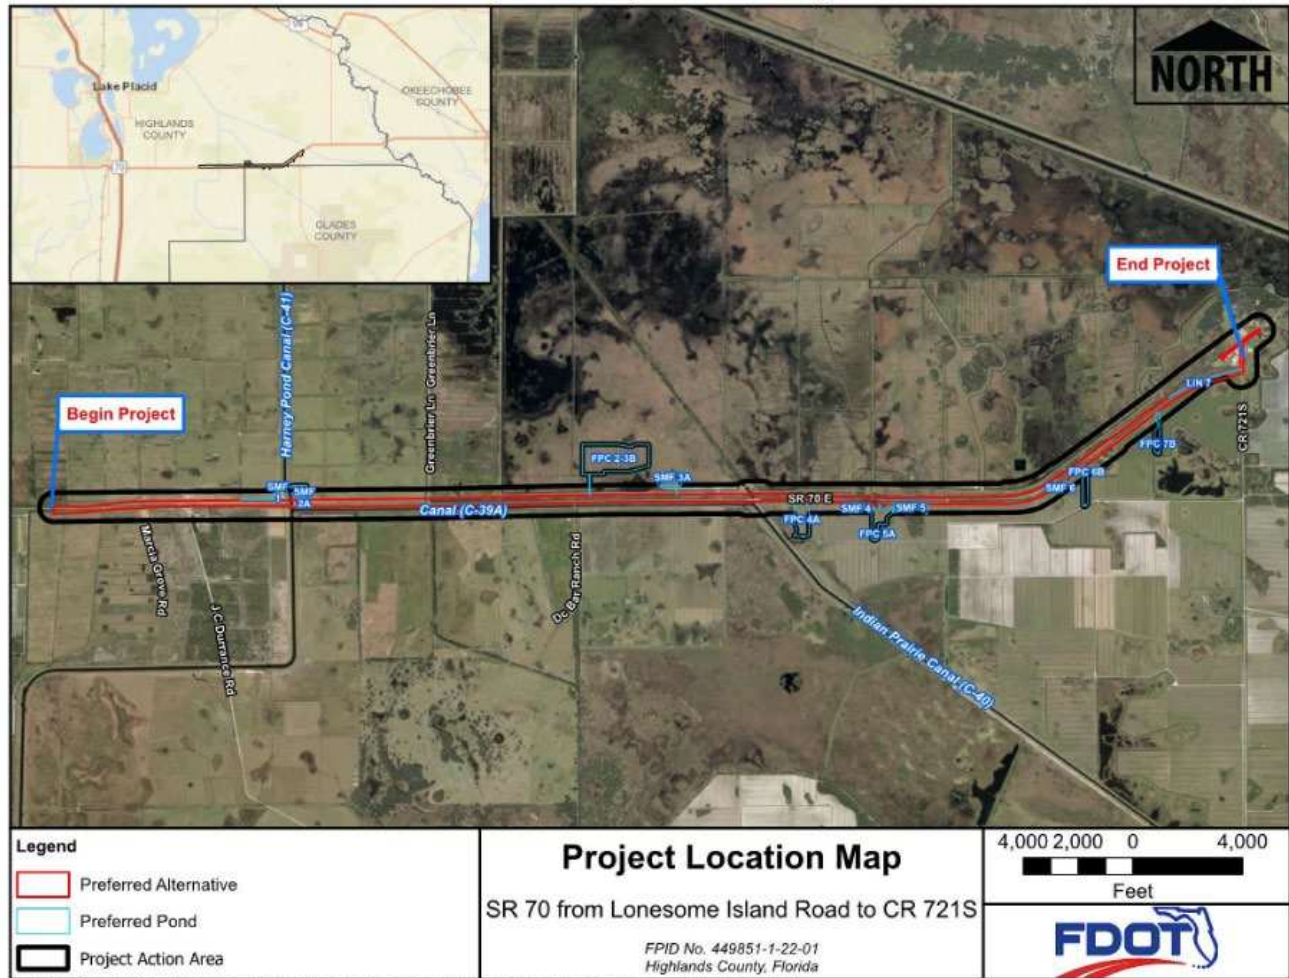 98
Lake Placid
OKEECHOBEE
COUNTY
HIGHLANDS
COUNTY
70
GLADES
COUNTY
NORTH
End Project
Begin Project
Harney Pond Canal (C-41)
Greenbrier Ln
Greenbrier Ln
LIN 7
CR 721S
FPC 7B
FPC 2-3B
SMF 3A
FPC 6B
SMF 6
SMF
1
SMF
2A
SR 70 E
Canal (C-39A)
SMF 4
SMF 5
FPC 4A
FPC 5A
Marcia Grove Rd
J C Durrance Rd
Dc Bar Ranch Rd
Indian Prairie Canal (C-40)
Legend
Preferred Alternative
Preferred Pond
Project Action Area
Project Location Map
SR 70 from Lonesome Island Road to CR 721S
FPID No. 449851-1-22-01
Highlands County, Florida
4,000 2,000 0 4,000
Feet
FDOT